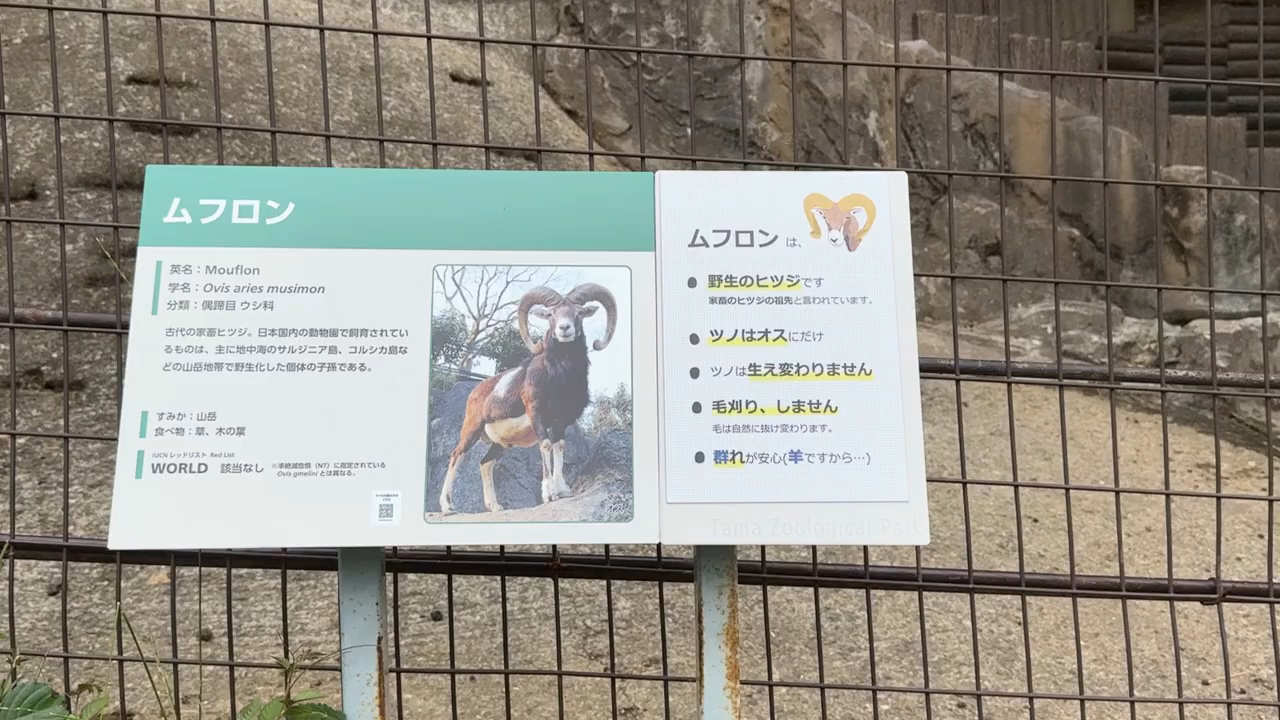 ムフロン
英名：Mouflon
学名：Ovis aries musimon
分類：偶蹄目 ウシ科
古代の家畜ヒツジ。日本国内の動物園で飼育されてい
るものは、主に地中海のサルジニア島、コルシカ島な
どの山岳地帯で野生化した個体の子孫である。
すみか：山岳
食べ物：草、木の葉
IUCN レッドリスト Red List
WORLD 該当なし
※準絶滅危惧（NT）に指定されている
Ovis gmelini とは異なる。
オス
ムフロン は、
● 野生のヒツジです
家畜のヒツジの祖先と言われています。
● ツノはオスにだけ
● ツノは生え変わりません
● 毛刈り、しません
毛は自然に抜け変わります。
● 群れが安心(羊ですから…)
Tama Zoological Park